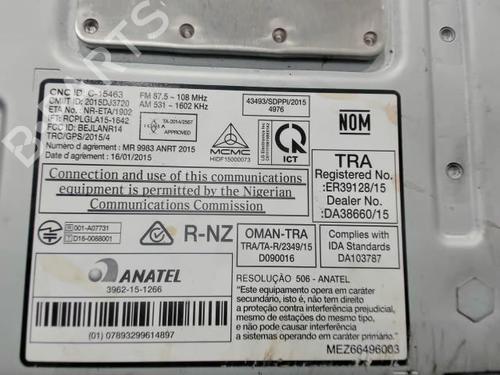 CNC ID: C-15463
CMIIT ID: 2015DJ3720
ETA No: NR-ETA/1902
IFT: RCPLGLA15-1642
FCC ID: BEJLANR14
TRC/GPS/2015/4
FM 87.5 ~ 108 MHz
AM 531 ~ 1602 KHz
TA-2014/2567
APPROVED
MCMC
HIDF15000073
43493/SDPPI/2015
4976
ICT
NOM
Numéro d agrément : MR 9983 ANRT 2015
Date d agrément : 16/01/2015
TRA
Registered No.
:ER39128/15
Dealer No.
:DA38660/15
Connection and use of this communications
equipment is permitted by the Nigerian
Communications Commission
R 001-A07731
T D16-0088001
R-NZ
OMAN-TRA
TRA/TA-R/2349/15
D090016
Complies with
IDA Standards
DA103787
ANATEL
3962-15-1266
(01) 07893299614897
RESOLUÇÃO 506 - ANATEL
"Este equipamento opera em caráter
secundário, isto é, não tem direito
a proteção contra interferência prejudicial,
mesmo de estações do mesmo tipo,
e não pode causar interferência
a sistemas operando em caráter primário."
MEZ66496003